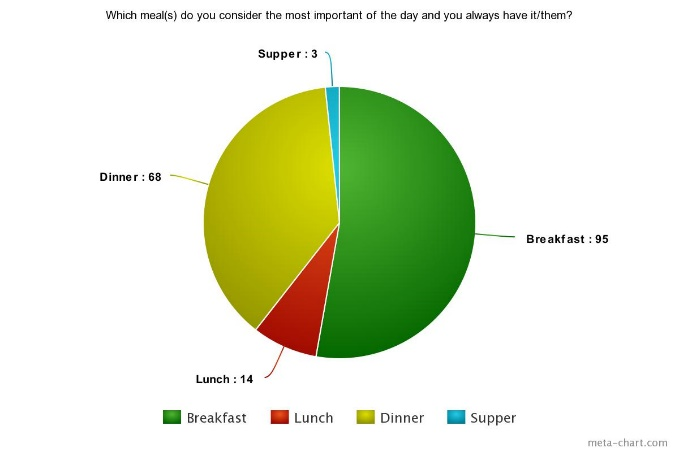 Which meal(s) do you consider the most important of the day and you always have it/them?
Supper : 3
Dinner : 68
Breakfast : 95
Lunch : 14
Breakfast Lunch Dinner Supper
meta-chart.com